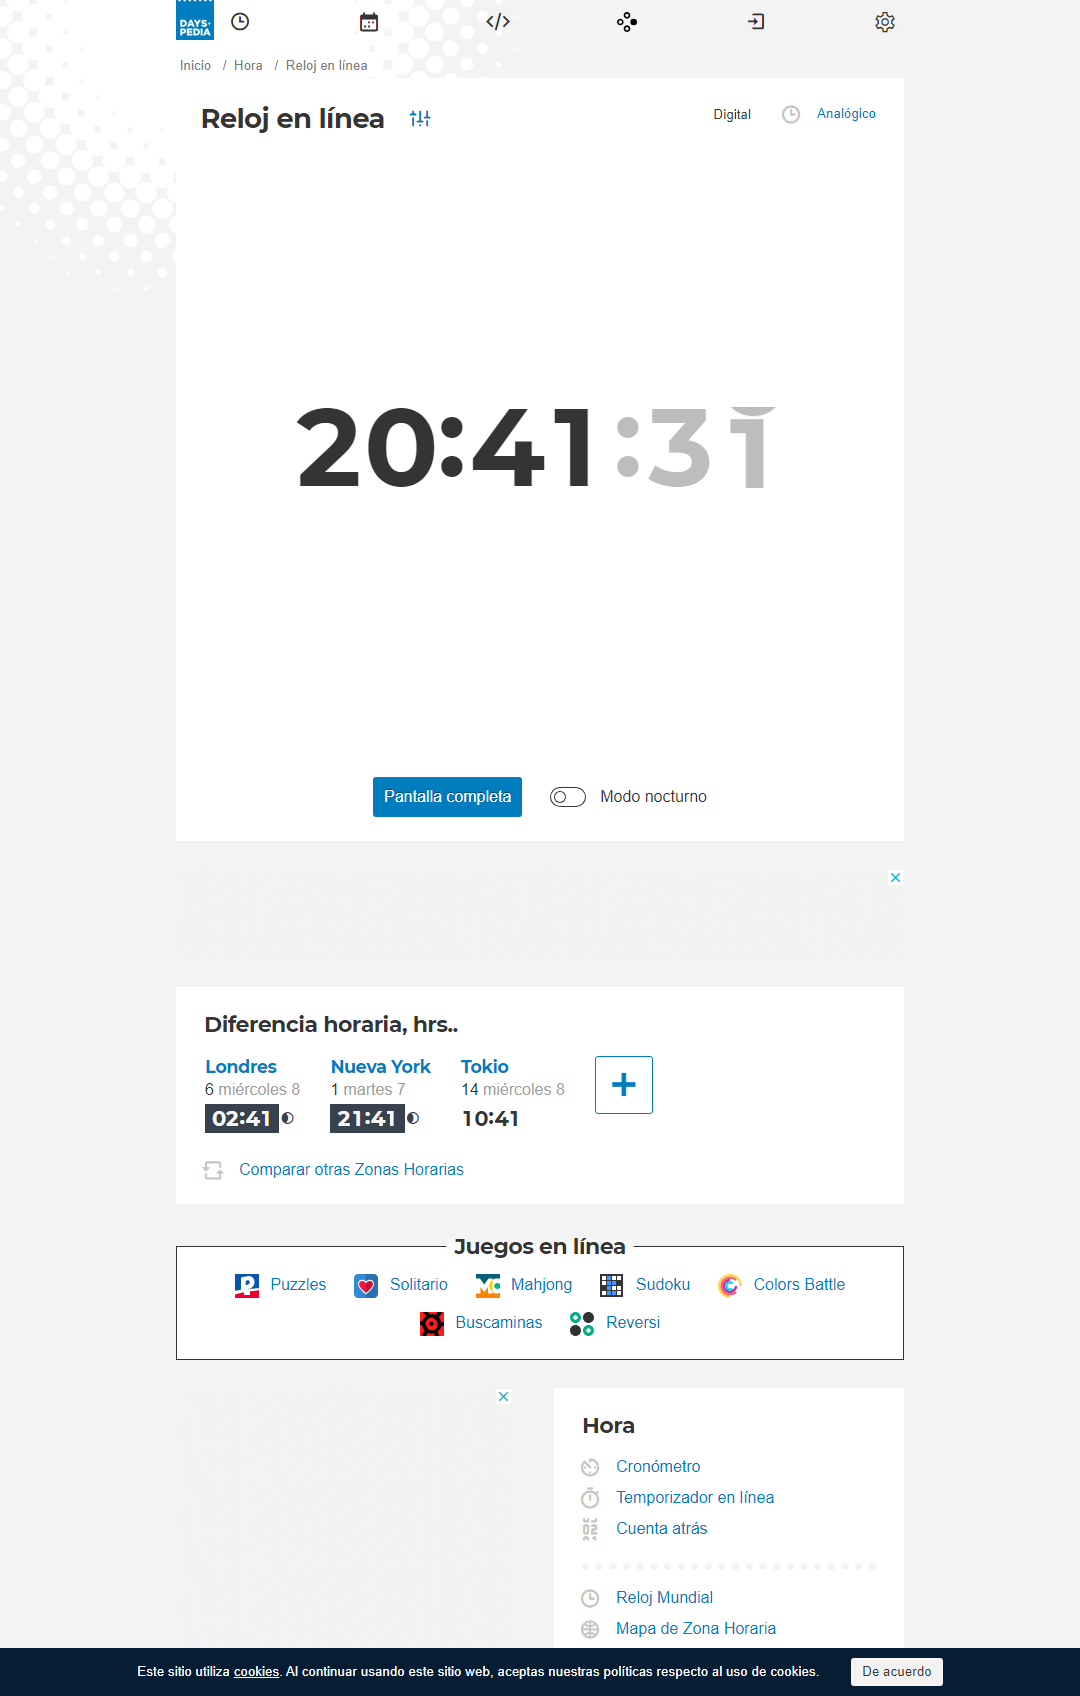 DAYS
PEDIA
Inicio / Hora / Reloj en línea
Reloj en línea
Digital
Analógico
20:41:31
Pantalla completa
Modo nocturno
Diferencia horaria, hrs..
Londres
6 miércoles 8
02:41
Nueva York
1 martes 7
21:41
Tokio
14 miércoles 8
10:41
Comparar otras Zonas Horarias
Juegos en línea
Puzzles
Solitario
Mahjong
Sudoku
Colors Battle
Buscaminas
Reversi
Hora
Cronómetro
Temporizador en línea
Cuenta atrás
Reloj Mundial
Mapa de Zona Horaria
Este sitio utiliza cookies. Al continuar usando este sitio web, aceptas nuestras políticas respecto al uso de cookies.
De acuerdo